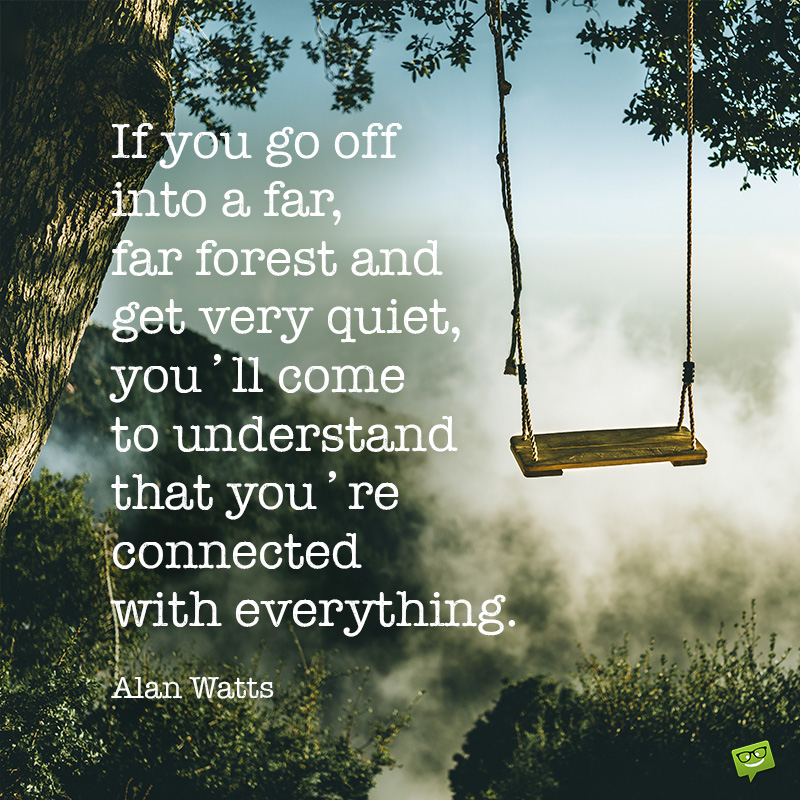 If you go off
into a far,
far forest and
get very quiet,
you'll come
to understand
that you're
connected
with everything.
Alan Watts